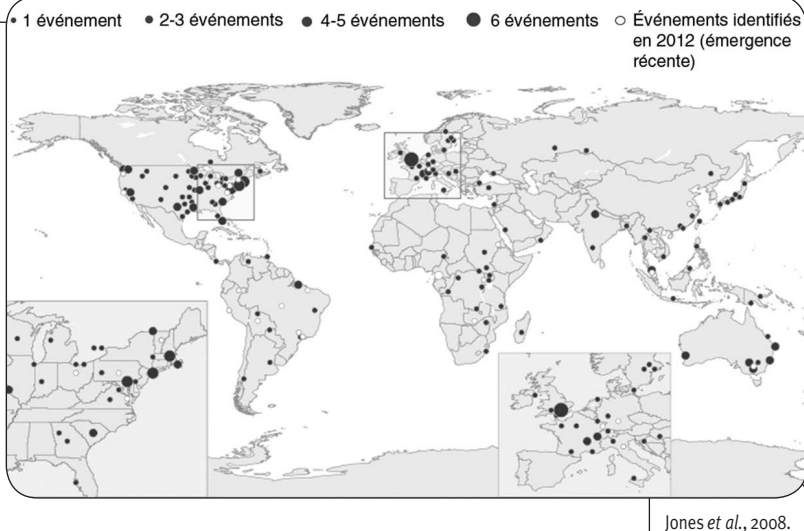 1 événement
2-3 événements
4-5 événements
6 événements
Événements identifiés
en 2012 (émergence
récente)
Jones et al., 2008.